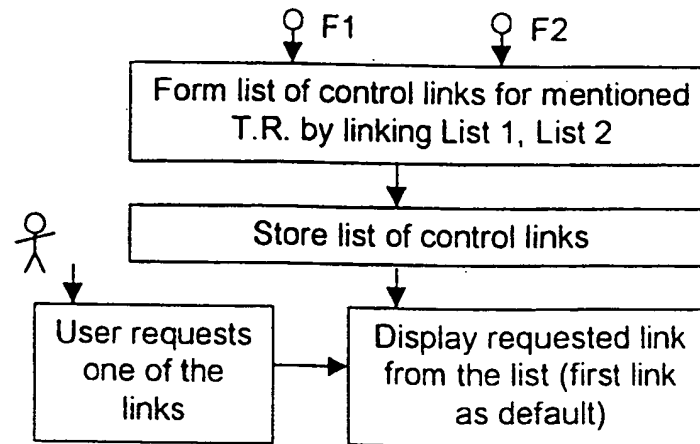 F1
F2
Form list of control links for mentioned
T.R. by linking List 1, List 2
Store list of control links
User requests
one of the
links
Display requested link
from the list (first link
as default)